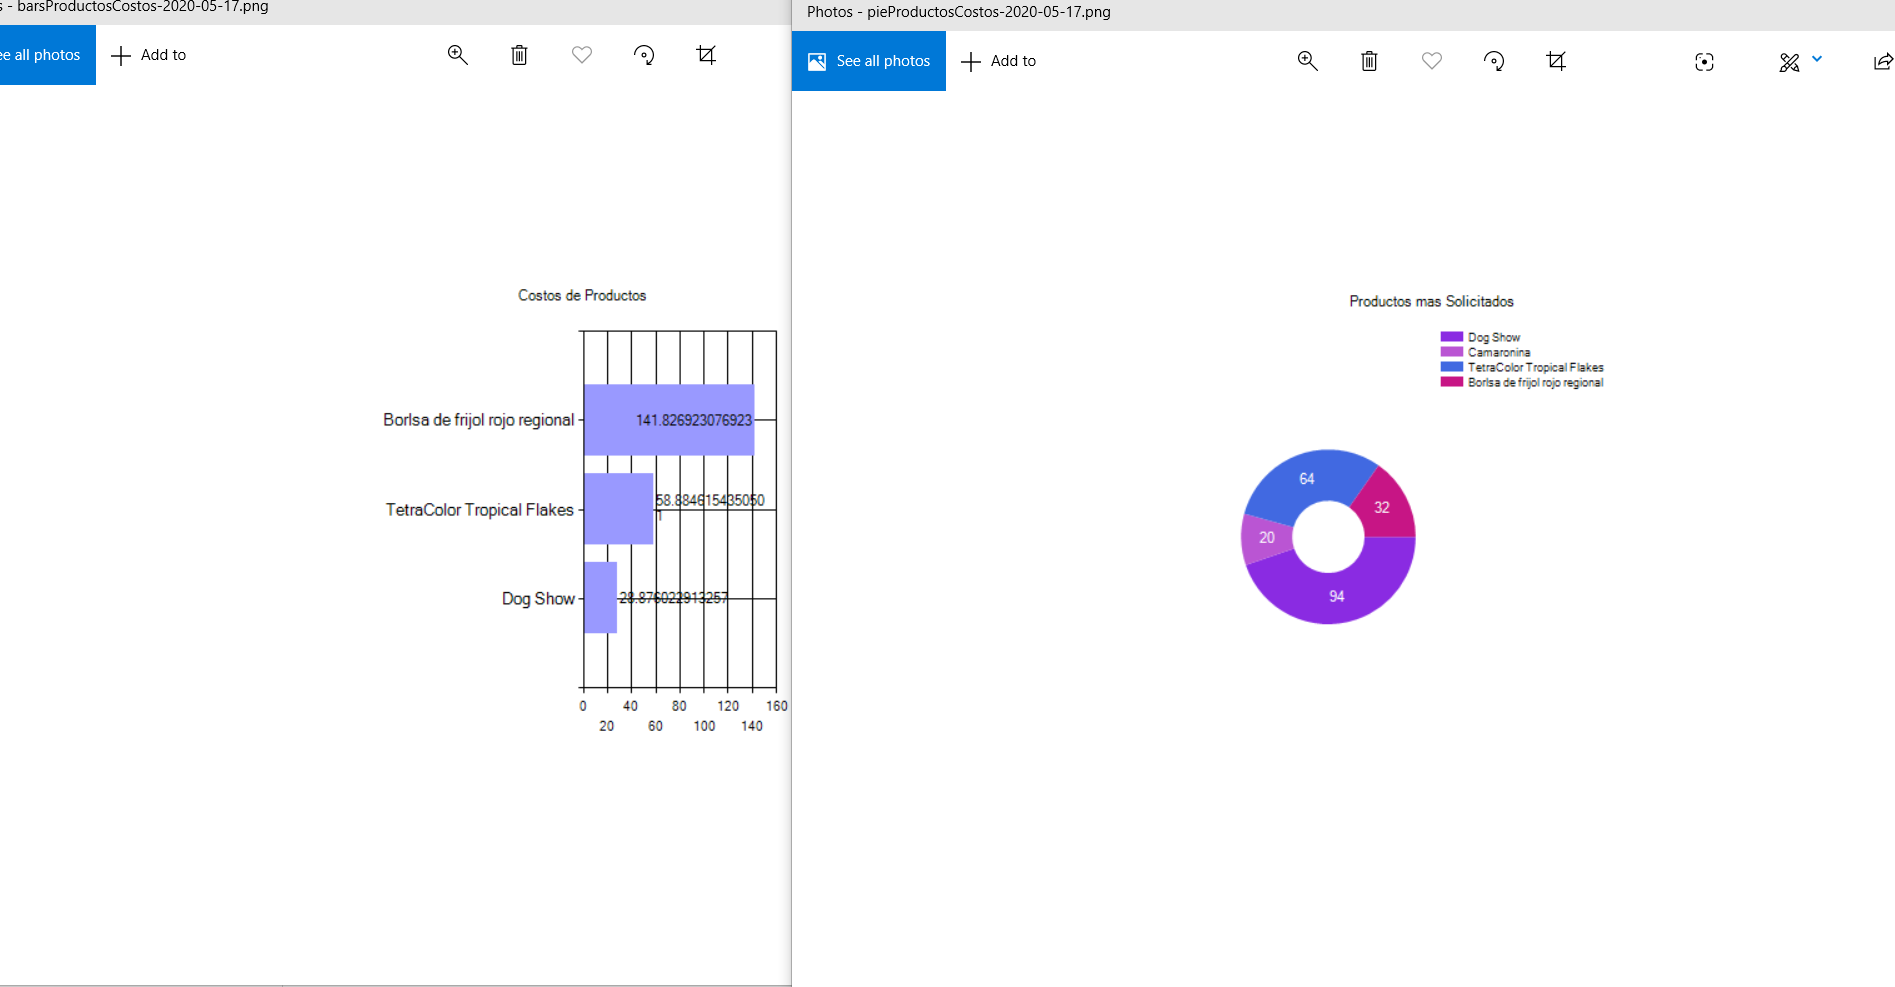 s - barsProductosCostos-2020-05-17.png
ee all photos
Add to
Costos de Productos
Borlsa de frijol rojo regional
141.826923076923
TetraColor Tropical Flakes
58.884615435050
1
Dog Show
28.876022913257
0
40
80
120
160
20
60
100
140
Photos - pieProductosCostos-2020-05-17.png
See all photos
Add to
Productos mas Solicitados
Dog Show
Camaronina
TetraColor Tropical Flakes
Borlsa de frijol rojo regional
64
32
20
94